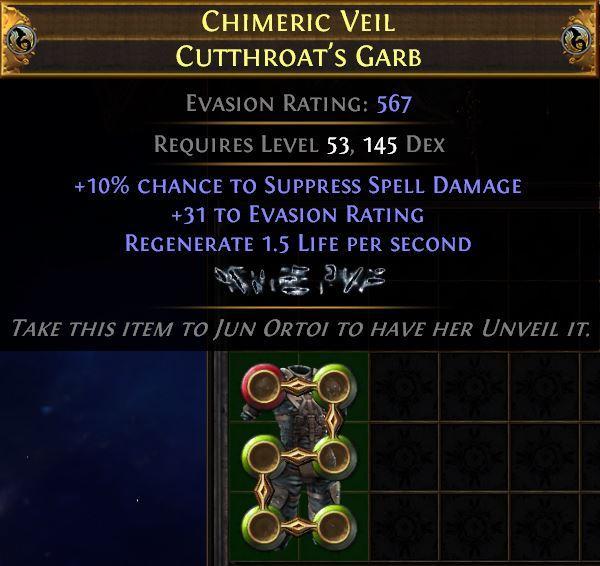 Chimeric Veil
Cutthroat's Garb
Evasion Rating: 567
Requires Level 53, 145 Dex
+10% chance to Suppress Spell Damage
+31 to Evasion Rating
Regenerate 1.5 Life per second
Take this item to Jun Ortoi to have her Unveil it.